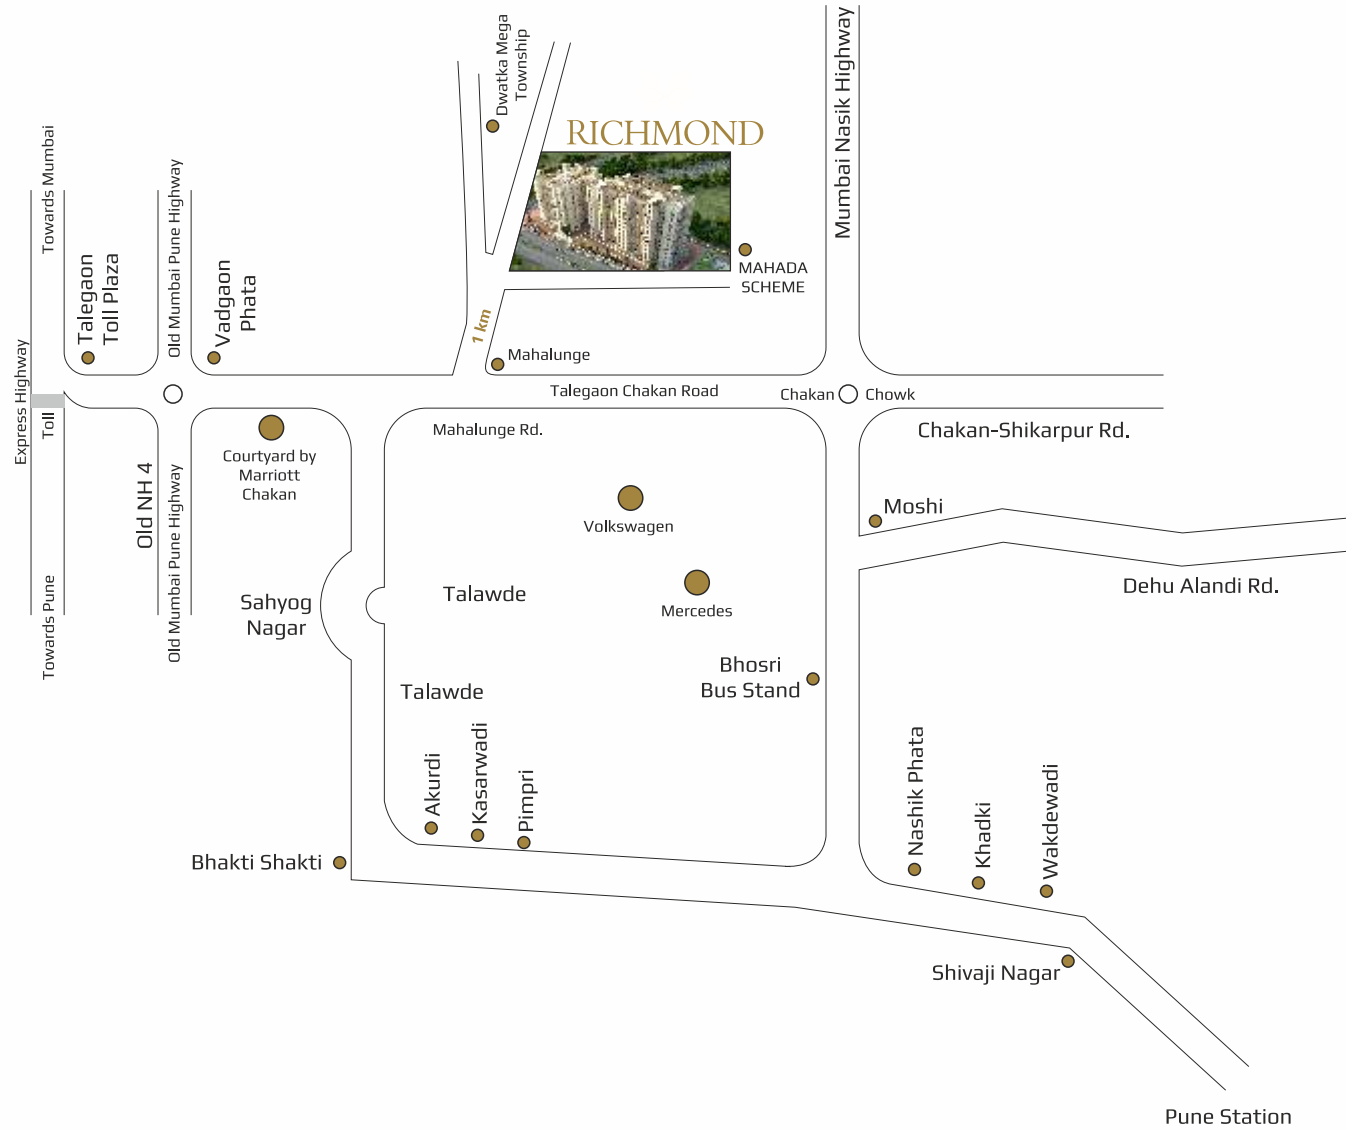 Dwatka Mega
Township
RICHMOND
Mumbai Nasik Highway
Towards Mumbai
Old Mumbai Pune Highway
Talegaon
Toll Plaza
Vadgaon
Phata
MAHADA
SCHEME
1 km
Mahalunge
Express Highway
Toll
Talegaon Chakan Road
Chakan
Chowk
Mahalunge Rd.
Chakan-Shikarpur Rd.
Courtyard by
Marriott
Chakan
Old NH 4
Old Mumbai Pune Highway
Volkswagen
Moshi
Towards Pune
Sahyog
Nagar
Talawde
Mercedes
Dehu Alandi Rd.
Bhosri
Bus Stand
Talawde
Akurdi
Kasarwadi
Pimpri
Nashik Phata
Khadki
Wakdewadi
Bhakti Shakti
Shivaji Nagar
Pune Station